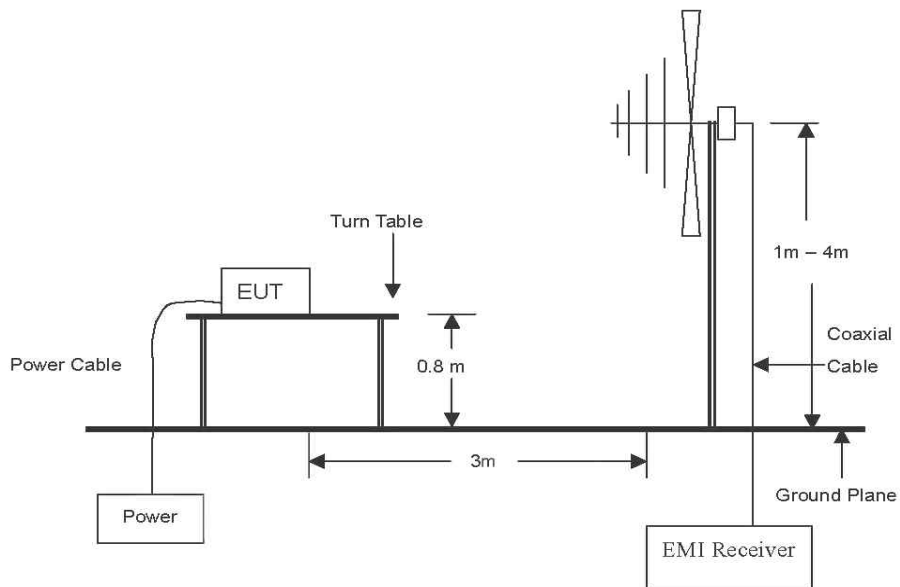 Turn Table
EUT
1m – 4m
Power Cable
0.8 m
Coaxial
Cable
3m
Power
Ground Plane
EMI Receiver